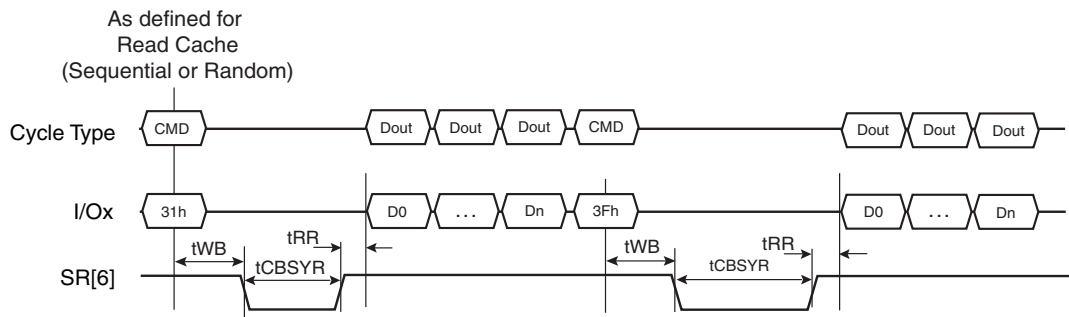 As defined for
Read Cache
(Sequential or Random)
Cycle Type CMD Dout Dout Dout CMD Dout Dout Dout
I/Ox 31h D0 ... Dn 3Fh D0 ... Dn
tWB tRR tWB tRR
tCBSYR tCBSYR
SR[6]